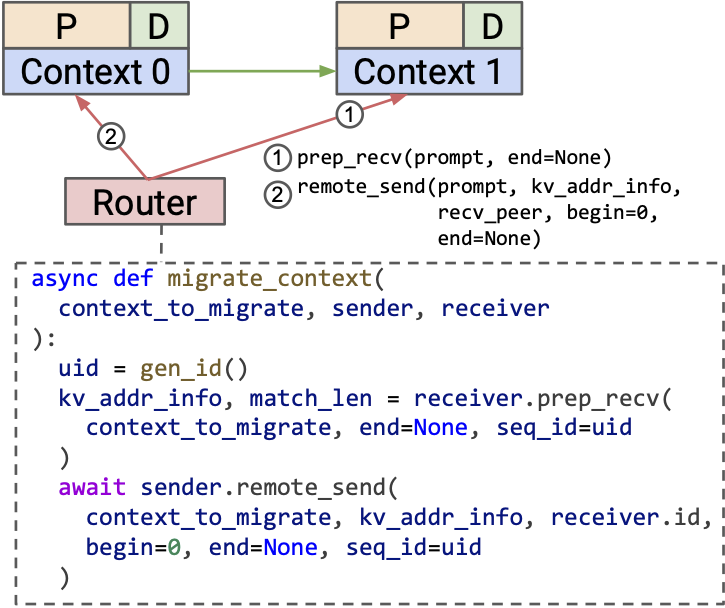 P D
Context 0
P D
Context 1
2
1
1 prep_recv(prompt, end=None)
2 remote_send(prompt, kv_addr_info,
recv_peer, begin=0,
end=None)
Router
async def migrate_context(
context_to_migrate, sender, receiver
):
uid = gen_id()
kv_addr_info, match_len = receiver.prep_recv(
context_to_migrate, end=None, seq_id=uid
)
await sender.remote_send(
context_to_migrate, kv_addr_info, receiver.id,
begin=0, end=None, seq_id=uid
)